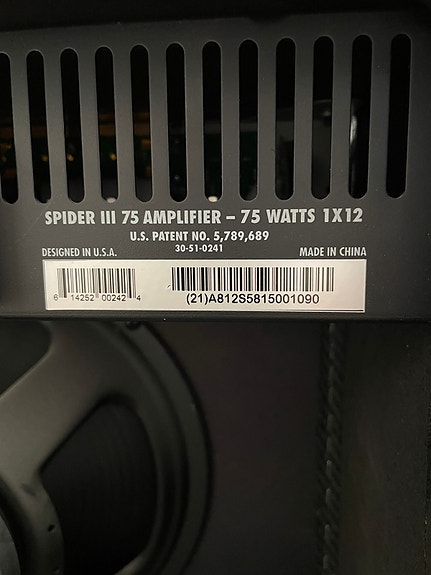 SPIDER III 75 AMPLIFIER – 75 WATTS 1X12
U.S. PATENT NO. 5,789,689
DESIGNED IN U.S.A. 30-51-0241 MADE IN CHINA
6 14252 00242 4
(21)A812S5815001090